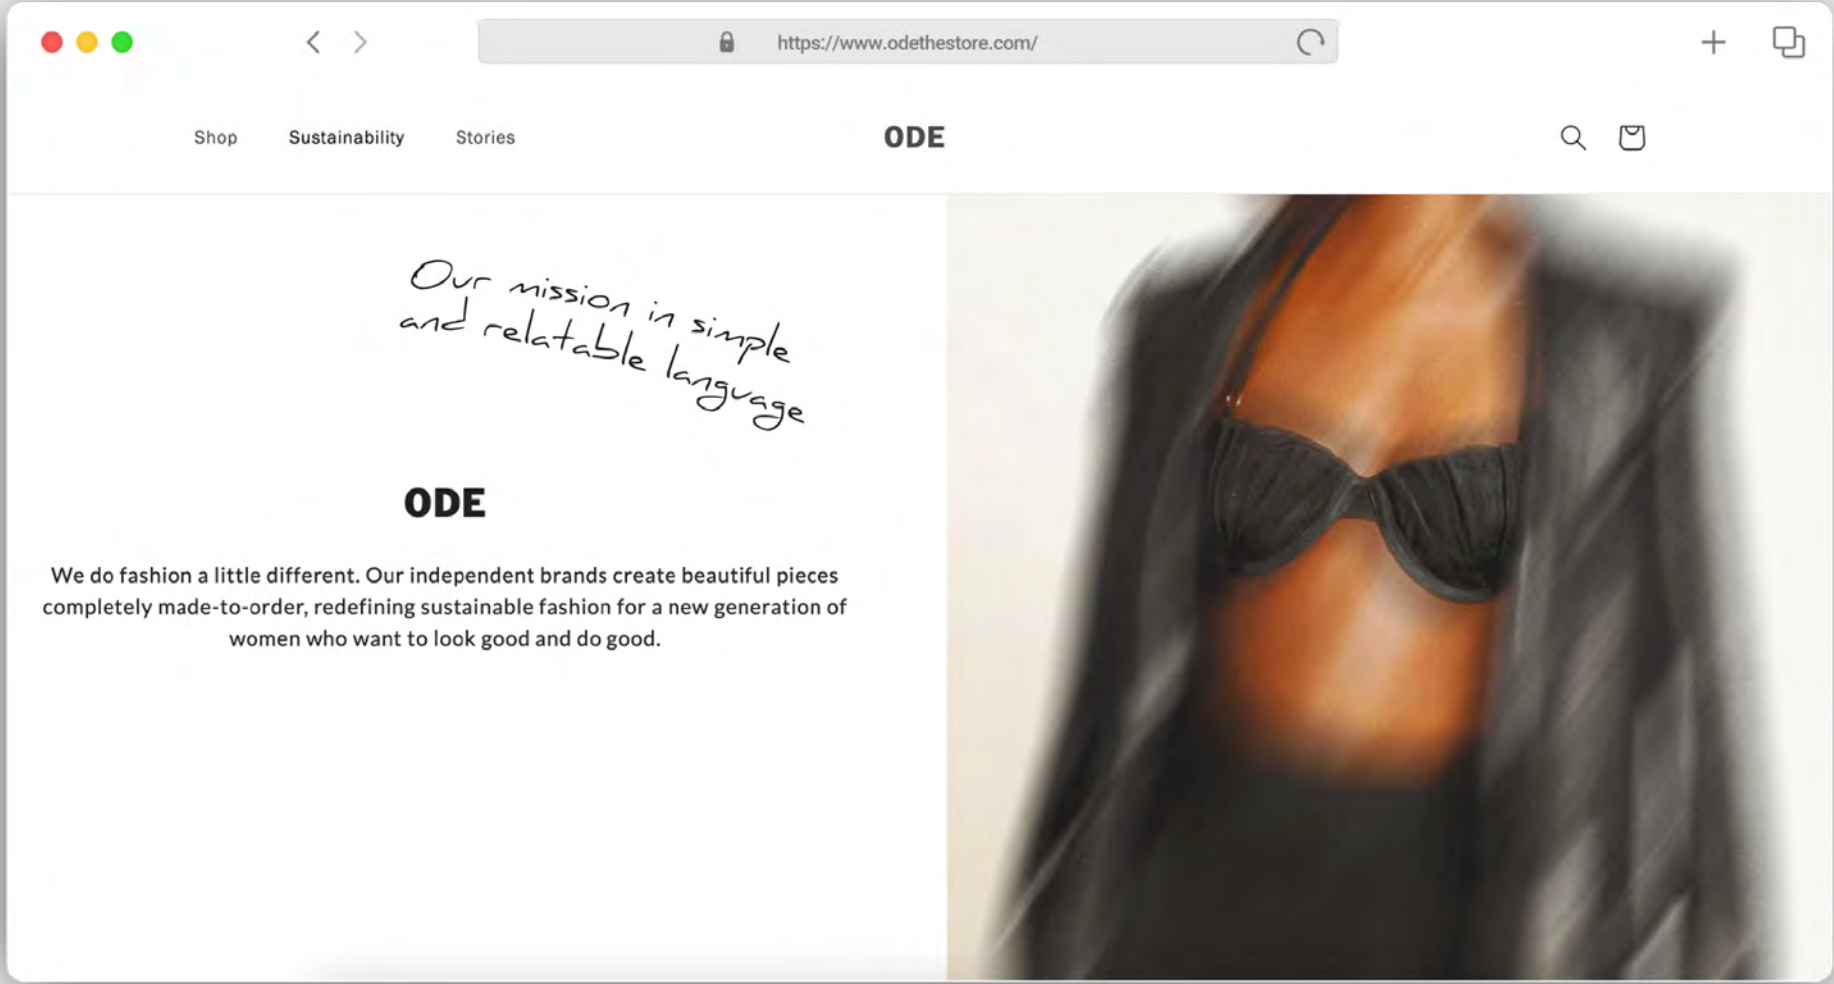 https://www.odethestore.com/
Shop Sustainability Stories ODE
Our mission in simple
and relatable language
ODE
We do fashion a little different. Our independent brands create beautiful pieces
completely made-to-order, redefining sustainable fashion for a new generation of
women who want to look good and do good.